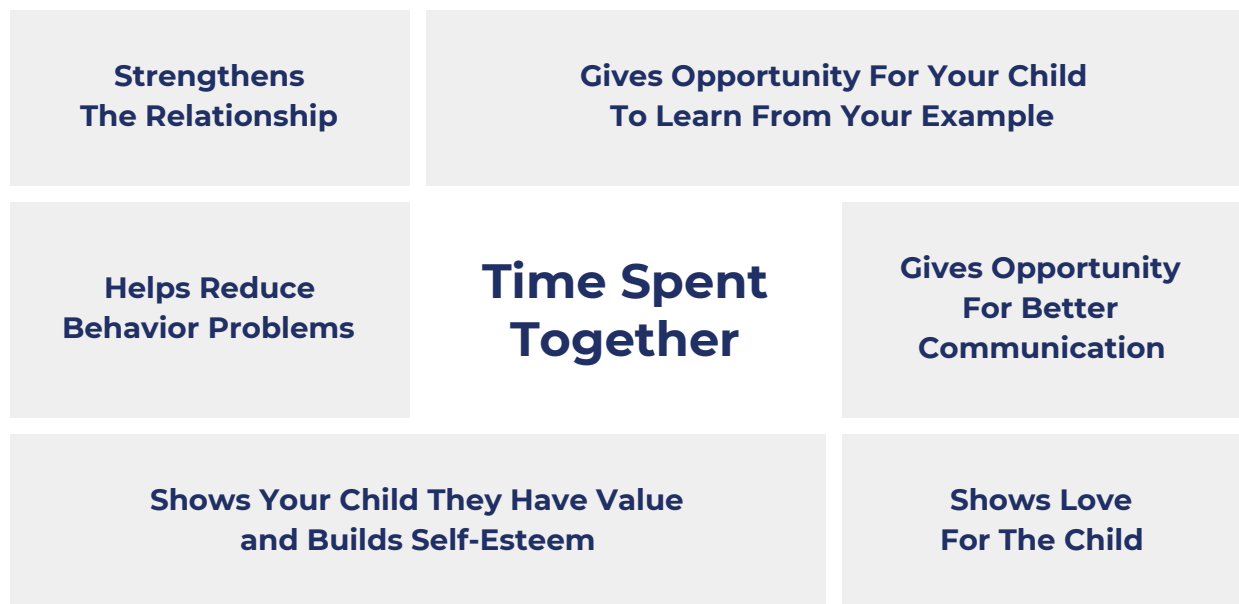 Strengthens
The Relationship
Gives Opportunity For Your Child
To Learn From Your Example
Helps Reduce
Behavior Problems
Time Spent
Together
Gives Opportunity
For Better
Communication
Shows Your Child They Have Value
and Builds Self-Esteem
Shows Love
For The Child